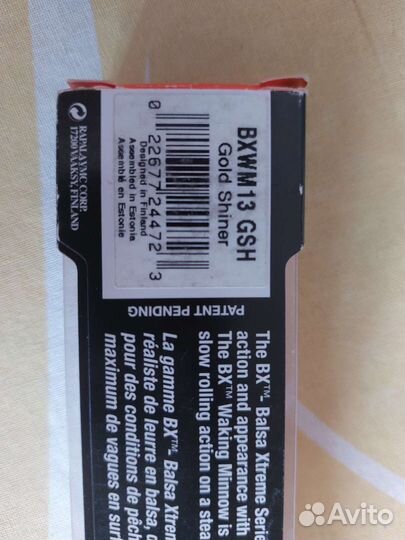 BXWM13 GSH
Gold Shiner
0 22677 24472 3
Designed in Finland
Assembled in Estonia
Assemblé en Estonie
RAPALA VMC CORP.
17200 VÄÄKSY, FINLAND
PATENT PENDING
The BX™- Balsa Xtreme Serie
action and appearance with
The BX™ Waking Minnow is
slow rolling action on a stea
La gamme BX™- Balsa Xtrem
réaliste de leurre en balsa, c
pour des conditions de pêch
maximum de vagues en surf
Avito